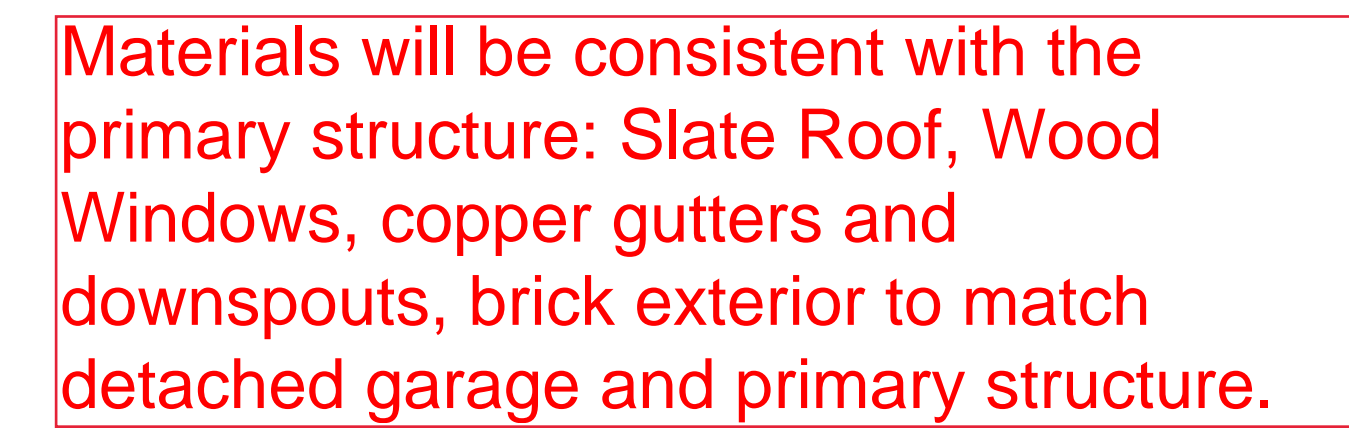 Materials will be consistent with the
primary structure: Slate Roof, Wood
Windows, copper gutters and
downspouts, brick exterior to match
detached garage and primary structure.